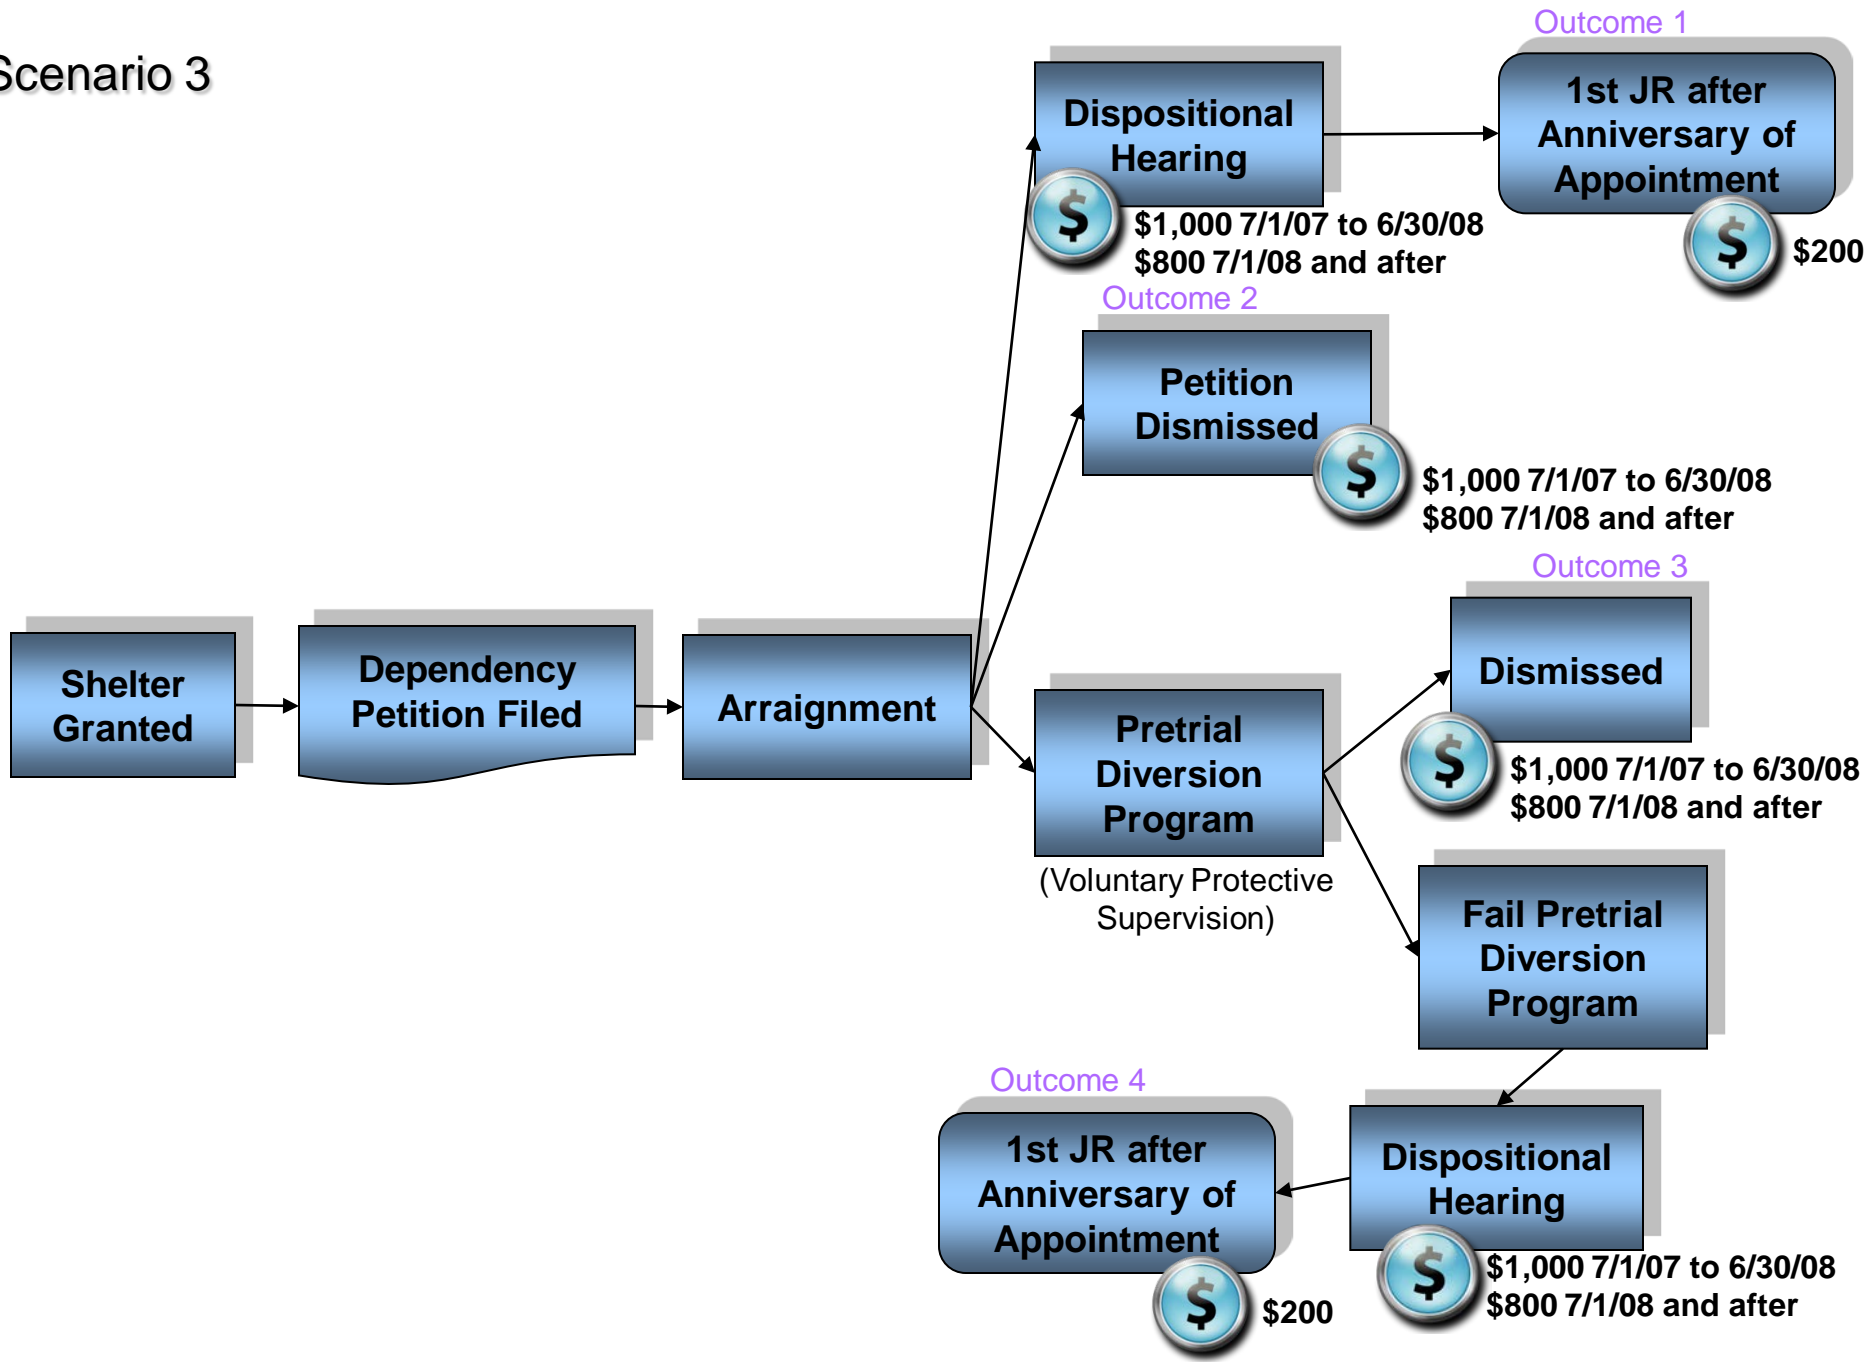 Scenario 3
Outcome 1
Dispositional
Hearing
$
$1,000 7/1/07 to 6/30/08
$800 7/1/08 and after
1st JR after
Anniversary of
Appointment
$
$200
Outcome 2
Petition
Dismissed
$
$1,000 7/1/07 to 6/30/08
$800 7/1/08 and after
Shelter
Granted
Dependency
Petition Filed
Arraignment
Pretrial
Diversion
Program
(Voluntary Protective
Supervision)
Outcome 3
Dismissed
$
$1,000 7/1/07 to 6/30/08
$800 7/1/08 and after
Fail Pretrial
Diversion
Program
Dispositional
Hearing
$
$1,000 7/1/07 to 6/30/08
$800 7/1/08 and after
Outcome 4
1st JR after
Anniversary of
Appointment
$
$200